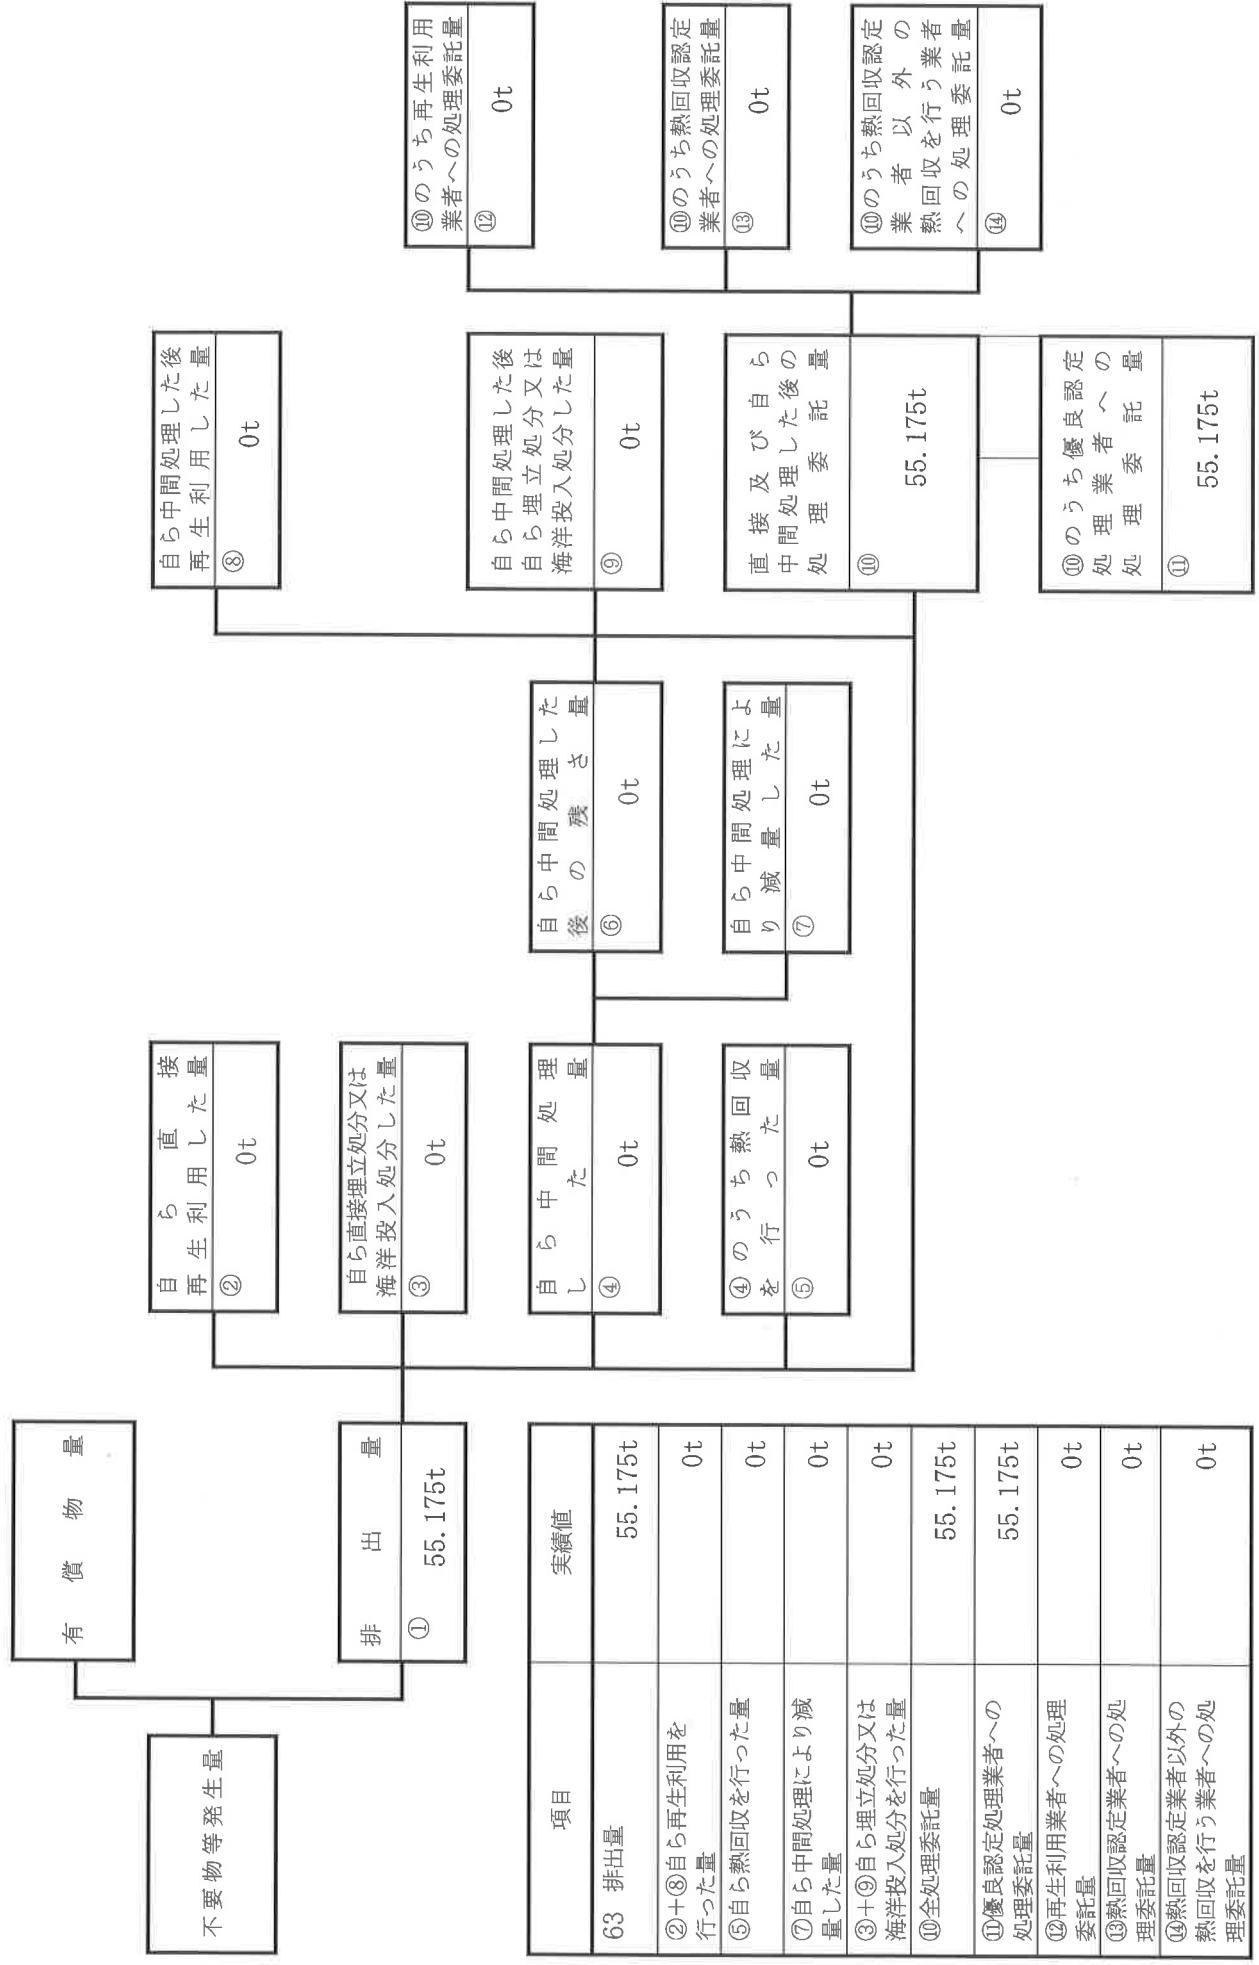 不要物等発生量
有償物量
排出量
①
55.175t
自ら直接
再生利用した量
②
0t
自ら直接埋立処分又は
海洋投入処分した量
③
0t
自ら中間処理
した量
④
0t
④のうち熱回収
を行った量
⑤
0t
自ら中間処理した
後の残さ量
⑥
0t
自ら中間処理によ
り減量した量
⑦
0t
自ら中間処理した後
再生利用した量
⑧
0t
自ら中間処理した後
自ら埋立処分又は
海洋投入処分した量
⑨
0t
直接及び自ら
中間処理した後の
処理委託量
⑩
55.175t
⑩のうち優良認定
処理業者への
処理委託量
⑪
55.175t
⑩のうち再生利用
業者への処理委託量
⑫
0t
⑩のうち熱回収認定
業者への処理委託量
⑬
0t
⑩のうち熱回収認定
業者以外の
熱回収を行う業者
への処理委託量
⑭
0t
項目
実績値
63 排出量
55.175t
②+⑧自ら再生利用を
行った量
0t
⑤自ら熱回収を行った量
0t
⑦自ら中間処理により減
量した量
0t
③+⑨自ら埋立処分又は
海洋投入処分を行った量
0t
⑩全処理委託量
55.175t
⑪優良認定処理業者への
処理委託量
55.175t
⑫再生利用業者への処理
委託量
0t
⑬熱回収認定業者への処
理委託量
0t
⑭熱回収認定業者以外の
熱回収を行う業者への処
理委託量
0t